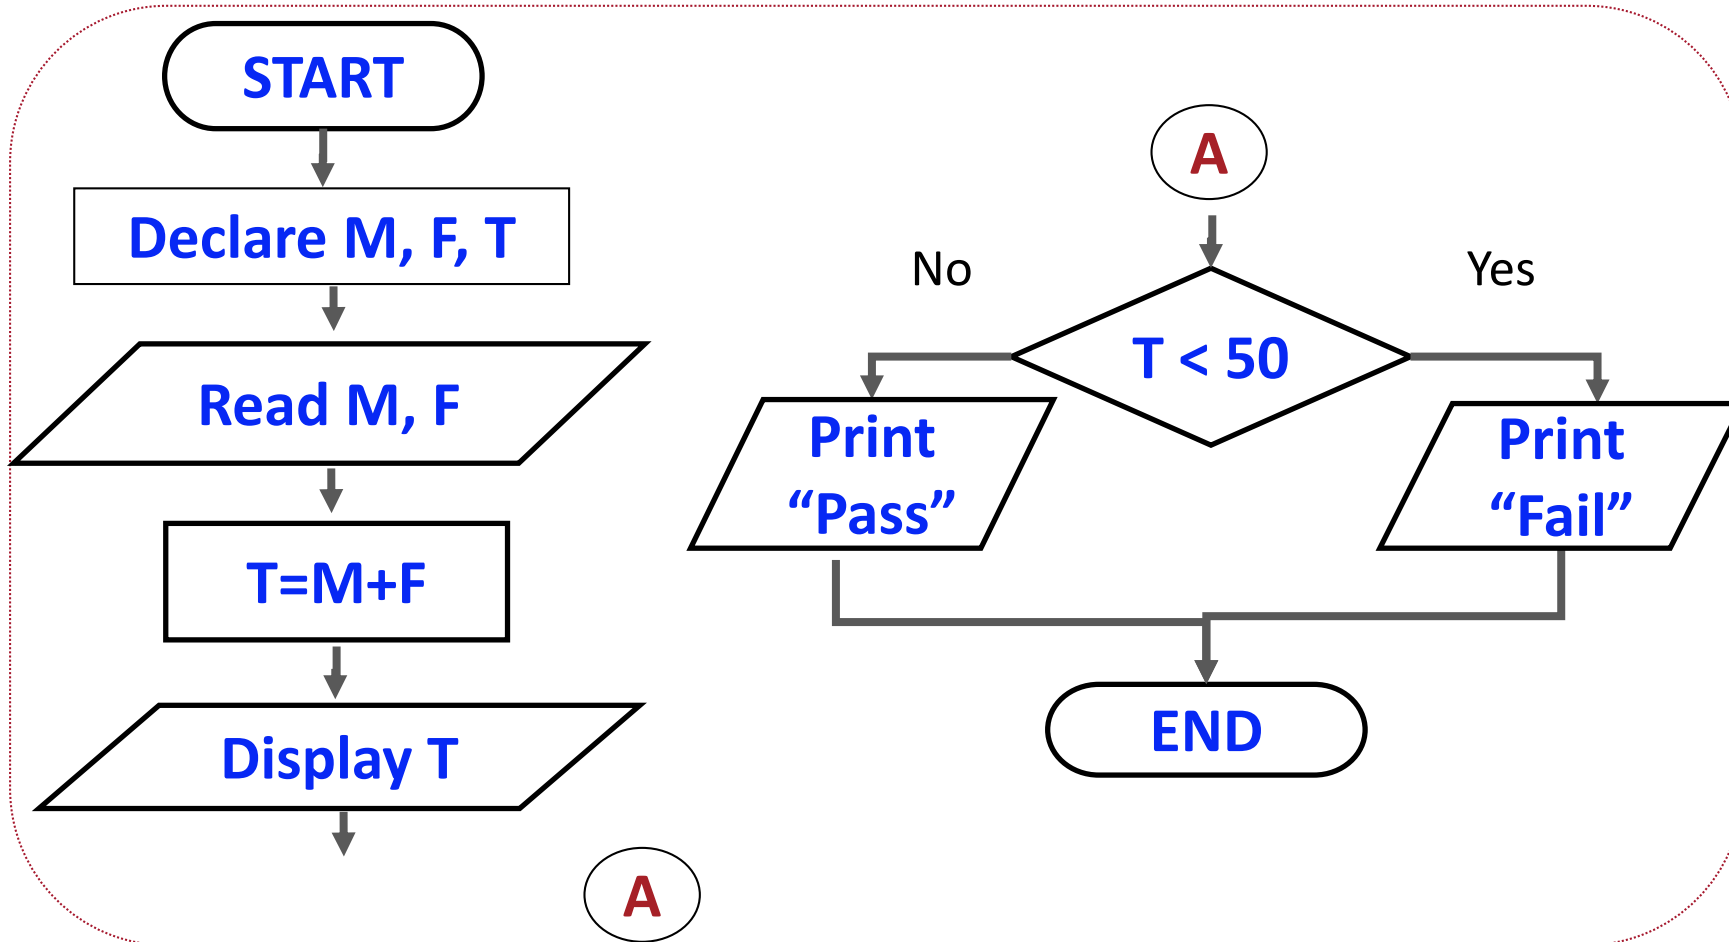 START
Declare M, F, T
Read M, F
T=M+F
Display T
A
A
No
Yes
T < 50
Print
“Pass”
Print
“Fail”
END